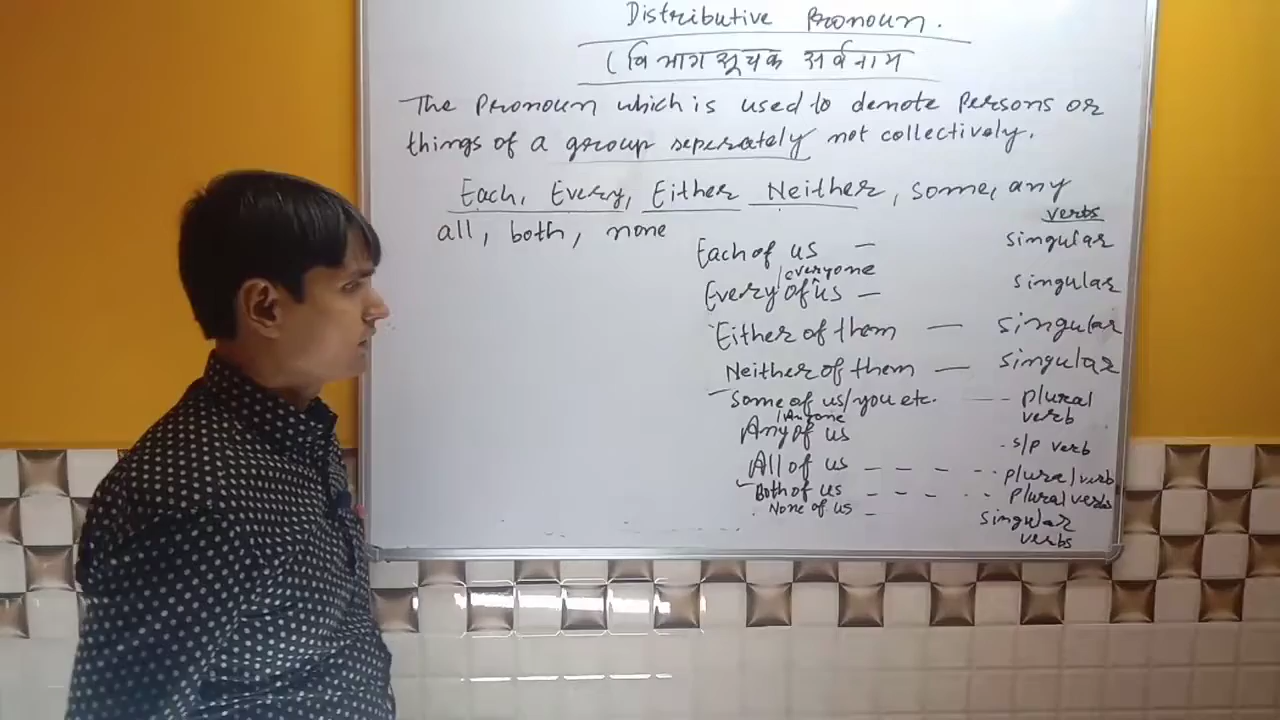 Distributive Pronoun.
( विभागसूचक सर्वनाम
The Pronoun which is used to denote Persons or
things of a group seperately not collectively.
Each, Every, Either Neither, some, any
all, both, none
verbs
Each of us — singular
/everyone
Every of us — singular
Either of them — singular
Neither of them — singular
Some of us/you etc. — plural
verb
/Anyone
Any of us - s/p verb
All of us - - - - - plural verb
Both of us - - - - - Plural verbs
None of us - singular
verbs